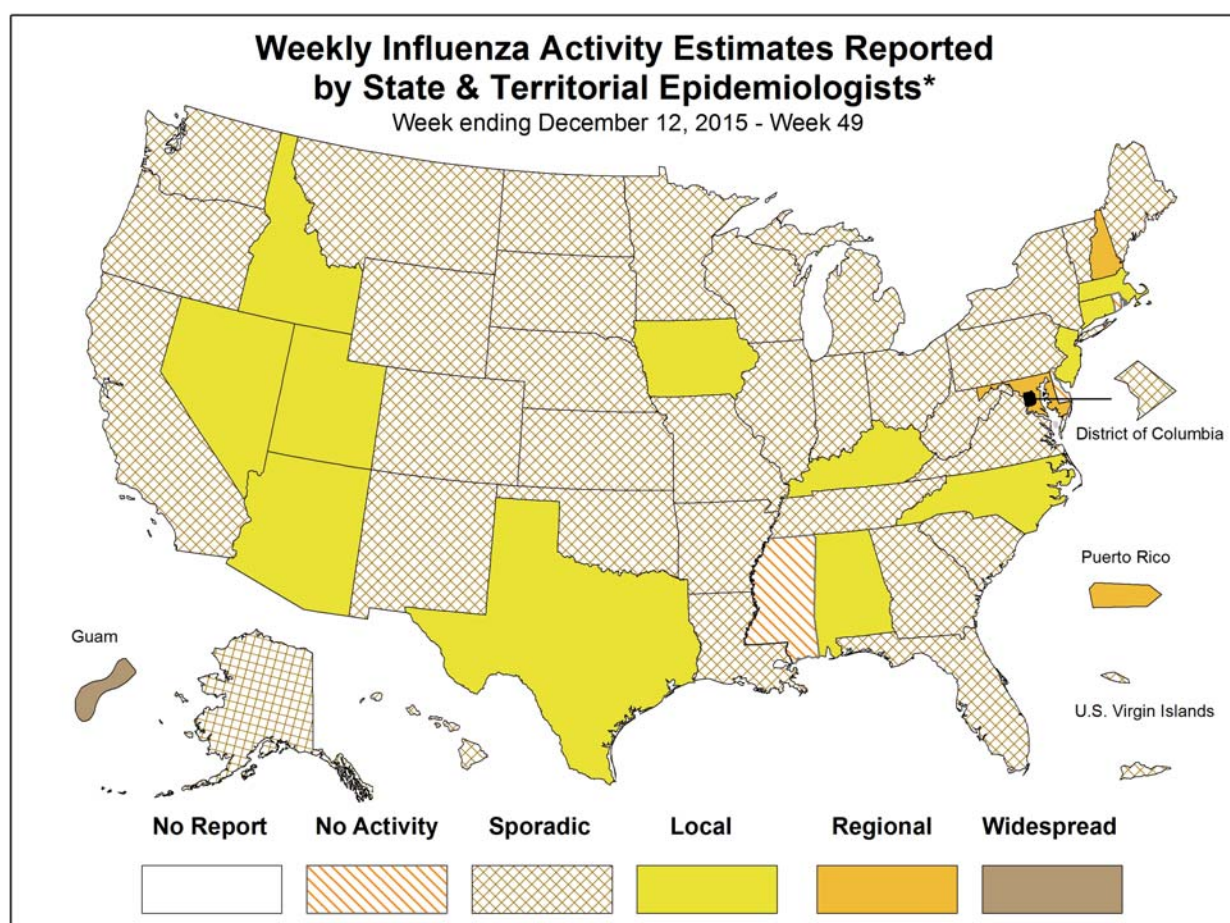 Weekly Influenza Activity Estimates Reported
by State & Territorial Epidemiologists*
Week ending December 12, 2015 - Week 49
District of Columbia
Puerto Rico
Guam
U.S. Virgin Islands
No Report No Activity Sporadic Local Regional Widespread